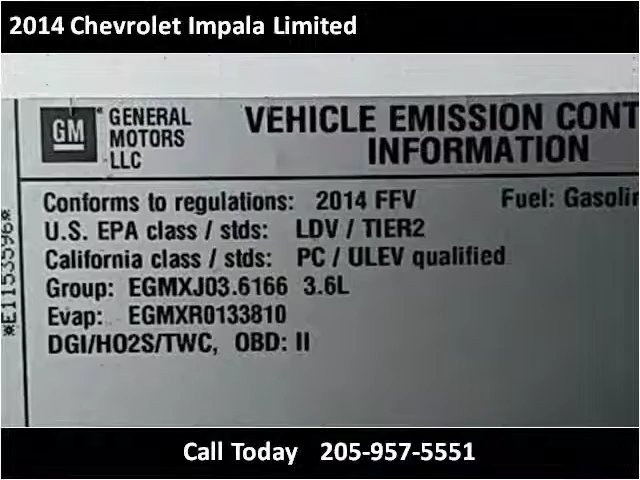 2014 Chevrolet Impala Limited
GM
GENERAL
MOTORS
LLC
VEHICLE EMISSION CONT
INFORMATION
Conforms to regulations: 2014 FFV Fuel: Gasolin
U.S. EPA class / stds: LDV / TIER2
California class / stds: PC / ULEV qualified
Group: EGMXJ03.6166 3.6L
Evap: EGMXR0133810
DGI/HO2S/TWC, OBD: II
*E1153596*
Call Today 205-957-5551